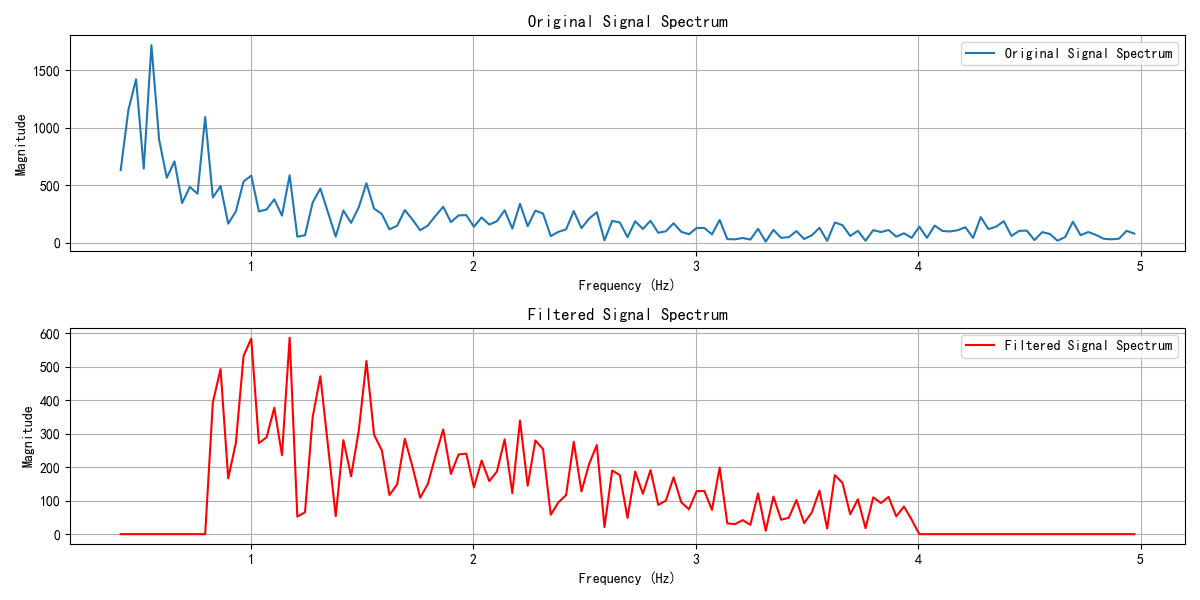 Original Signal Spectrum
Original Signal Spectrum
Magnitude
1500
1000
500
0
1 2 3 4 5
Frequency (Hz)
Filtered Signal Spectrum
Filtered Signal Spectrum
Magnitude
600
500
400
300
200
100
0
1 2 3 4 5
Frequency (Hz)